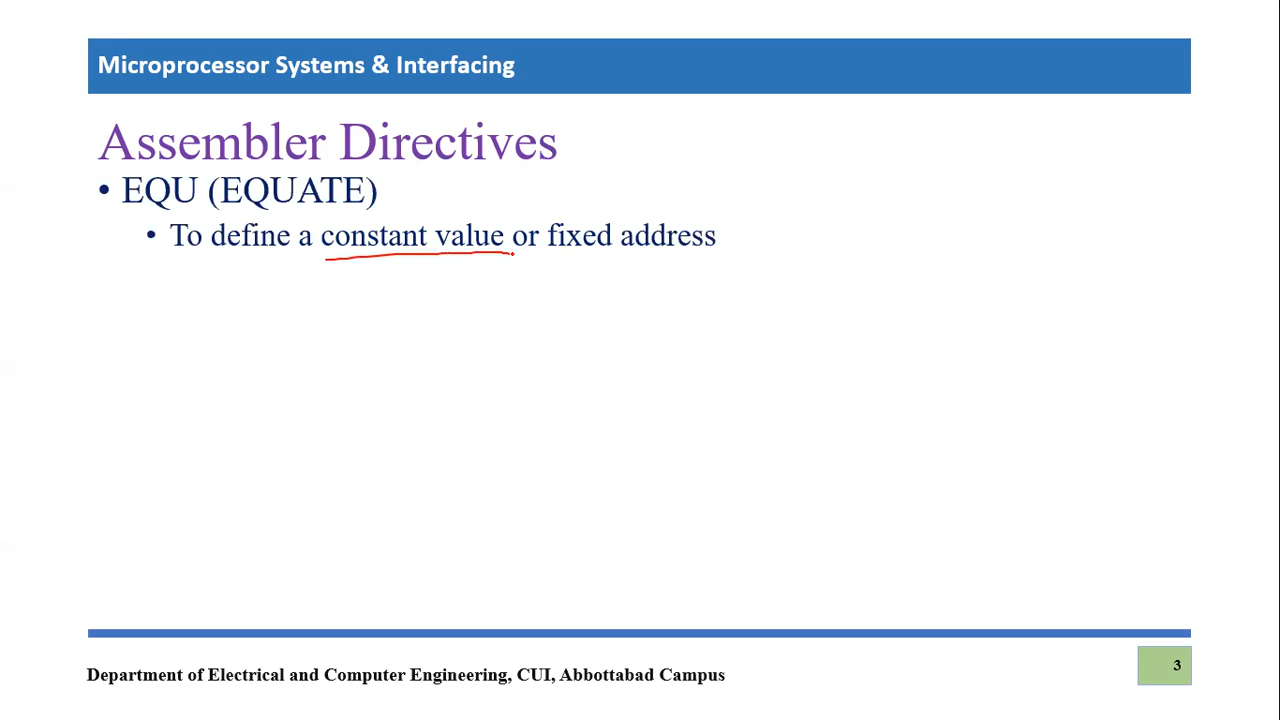 Microprocessor Systems & Interfacing
Assembler Directives
• EQU (EQUATE)
• To define a constant value or fixed address
Department of Electrical and Computer Engineering, CUI, Abbottabad Campus
3